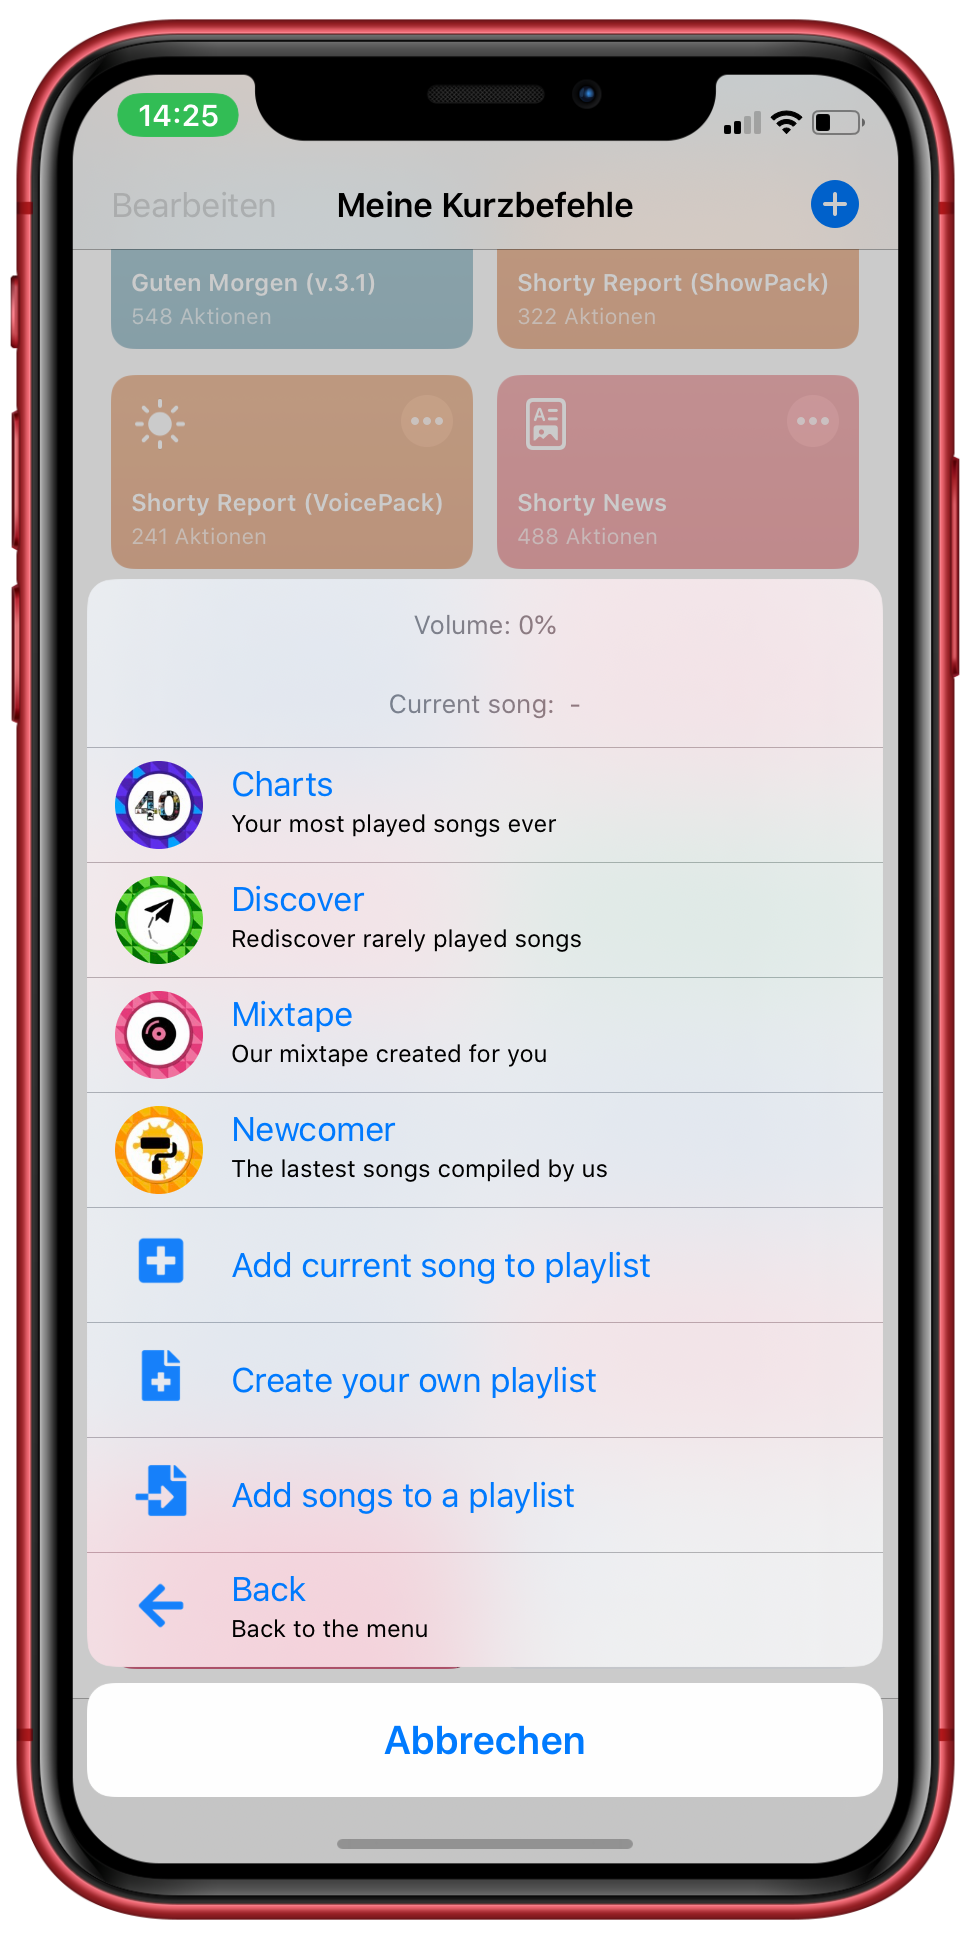 14:25
Bearbeiten Meine Kurzbefehle
Guten Morgen (v.3.1) Shorty Report (ShowPack)
548 Aktionen 322 Aktionen
Shorty Report (VoicePack) Shorty News
241 Aktionen 488 Aktionen
Volume: 0%
Current song: -
40
Charts
Your most played songs ever
Discover
Rediscover rarely played songs
Mixtape
Our mixtape created for you
Newcomer
The lastest songs compiled by us
Add current song to playlist
Create your own playlist
Add songs to a playlist
Back
Back to the menu
Abbrechen